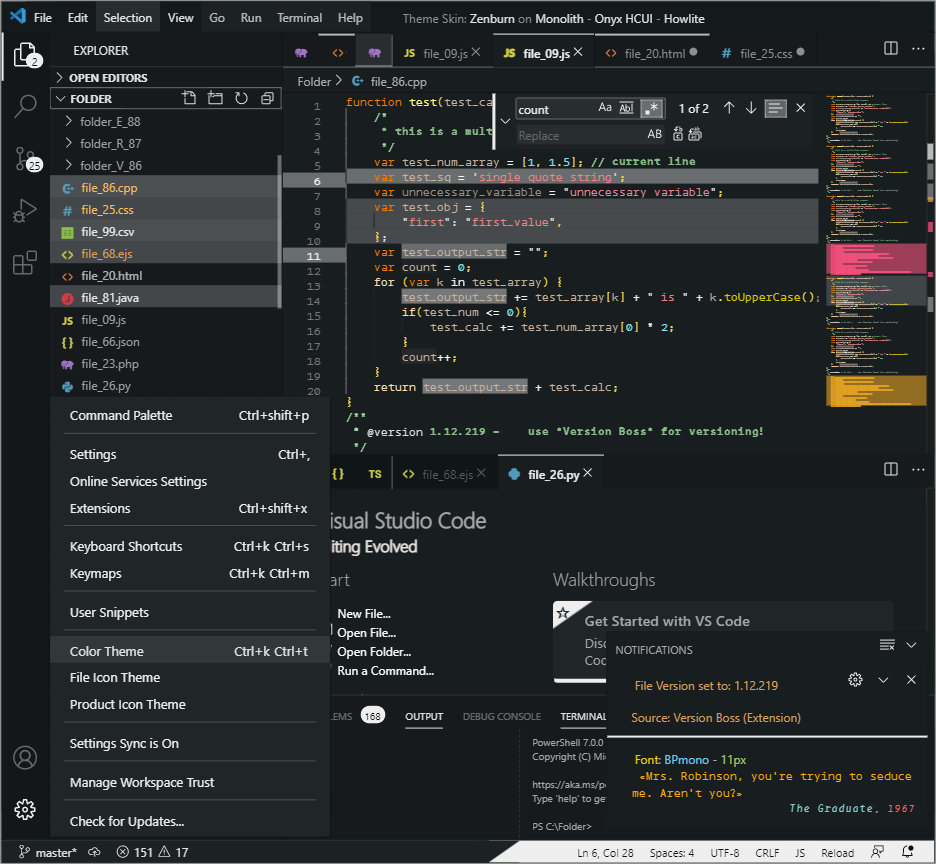 File Edit Selection View Go Run Terminal Help Theme Skin: Zenburn on Monolith - Onyx HCUI - Howlite
EXPLORER
2
JS file_09.js
JS file_09.js
<> file_20.html
# file_25.css
OPEN EDITORS
FOLDER
folder_E_88
folder_R_87
folder_V_86
file_86.cpp
# file_25.css
file_99.csv
file_68.ejs
file_20.html
file_81.java
JS file_09.js
{} file_66.json
file_23.php
file_26.py
25
Folder > file_86.cpp
count Aa Abl .* 1 of 2
Replace AB
1 function test(test_ca
2 /*
3 * this is a mult
4 */
5 var test_num_array = [1, 1.5]; // current line
6 var test_sq = 'single quote string';
7 var unnecessary_variable = "unnecessary variable";
8 var test_obj = {
9 "first": "first_value",
10 };
11 var test_output_str = "";
12 var count = 0;
13 for (var k in test_array) {
14 test_output_str += test_array[k] + " is " + k.toUpperCase();
15 if(test_num <= 0){
16 test_calc += test_num_array[0] * 2;
17 }
18 count++;
19 }
20 return test_output_str + test_calc;
}
/**
* @version 1.12.219 - use "Version Boss" for versioning!
*/
Command Palette Ctrl+shift+p
Settings Ctrl+,
Online Services Settings
Extensions Ctrl+shift+x
Keyboard Shortcuts Ctrl+k Ctrl+s
Keymaps Ctrl+k Ctrl+m
User Snippets
Color Theme Ctrl+k Ctrl+t
File Icon Theme
Product Icon Theme
Settings Sync is On
Manage Workspace Trust
Check for Updates...
{} TS <> file_68.ejs file_26.py
isual Studio Code
iting Evolved
art
New File...
Open File...
Open Folder...
Run a Command...
Walkthroughs
Get Started with VS Code
Disc
Coc
NOTIFICATIONS
File Version set to: 1.12.219
Source: Version Boss (Extension)
Font: BPmono - 11px
«Mrs. Robinson, you're trying to seduce
me. Aren't you?»
The Graduate, 1967
LEMS 168 OUTPUT DEBUG CONSOLE TERMINAL
PowerShell 7.0.0
Copyright (C) Mi
https://aka.ms/po
Type 'help' to get
PS C:\Folder>
master* 151 17 Ln 6, Col 28 Spaces: 4 UTF-8 CRLF JS Reload